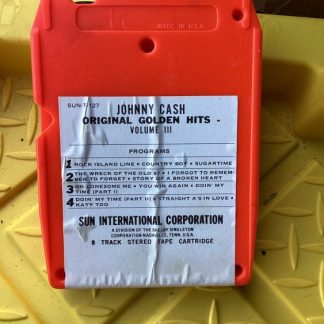 MADE IN U.S.A.
SUN-T-127
JOHNNY CASH
ORIGINAL GOLDEN HITS -
VOLUME III
PROGRAMS
1 ROCK ISLAND LINE • COUNTRY BOY • SUGARTIME
2 THE WRECK OF THE OLD 97 • I FORGOT TO REMEM-
BER TO FORGET • STORY OF A BROKEN HEART
3 OH LONESOME ME • YOU WIN AGAIN • DOIN' MY
TIME (PART I)
4 DOIN' MY TIME (PART II) • STRAIGHT A'S IN LOVE •
KATY TOO
SUN INTERNATIONAL CORPORATION
A DIVISION OF THE SHELBY SINGLETON
CORPORATION NASHVILLE, TENN. U.S.A.
8 TRACK STEREO TAPE CARTRIDGE